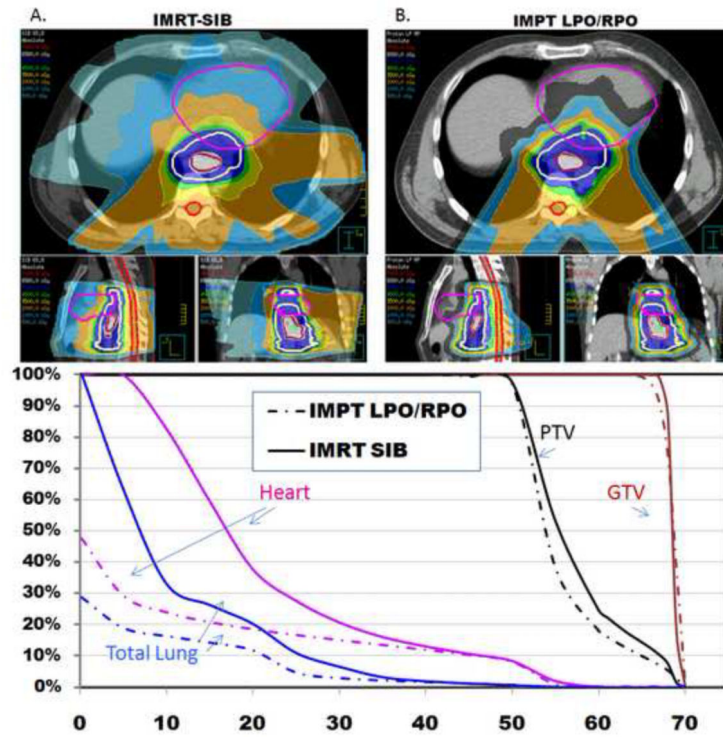 A. IMRT-SIB
B. IMPT LPO/RPO
100%
90%
80%
70%
60%
50%
40%
30%
20%
10%
0%
IMPT LPO/RPO
IMRT SIB
PTV
Heart
GTV
Total Lung
0 10 20 30 40 50 60 70